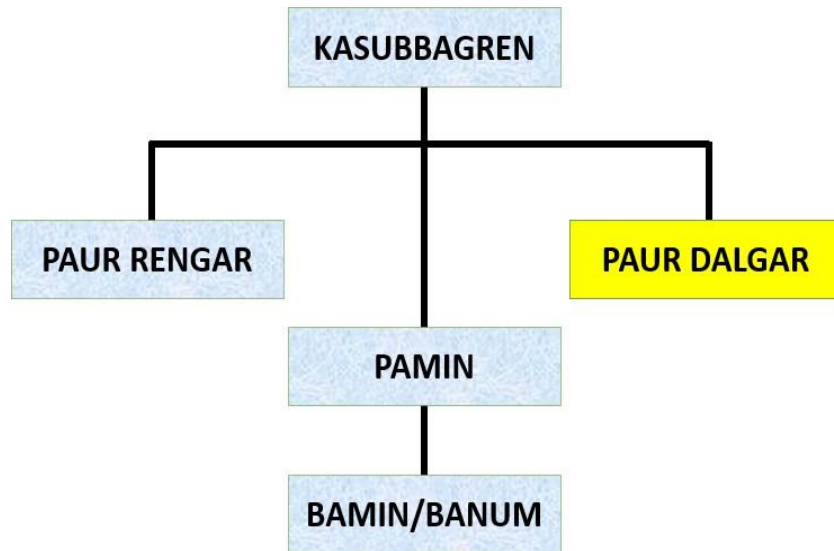 KASUBBAGREN
PAUR RENGAR
PAUR DALGAR
PAMIN
BAMIN/BANUM